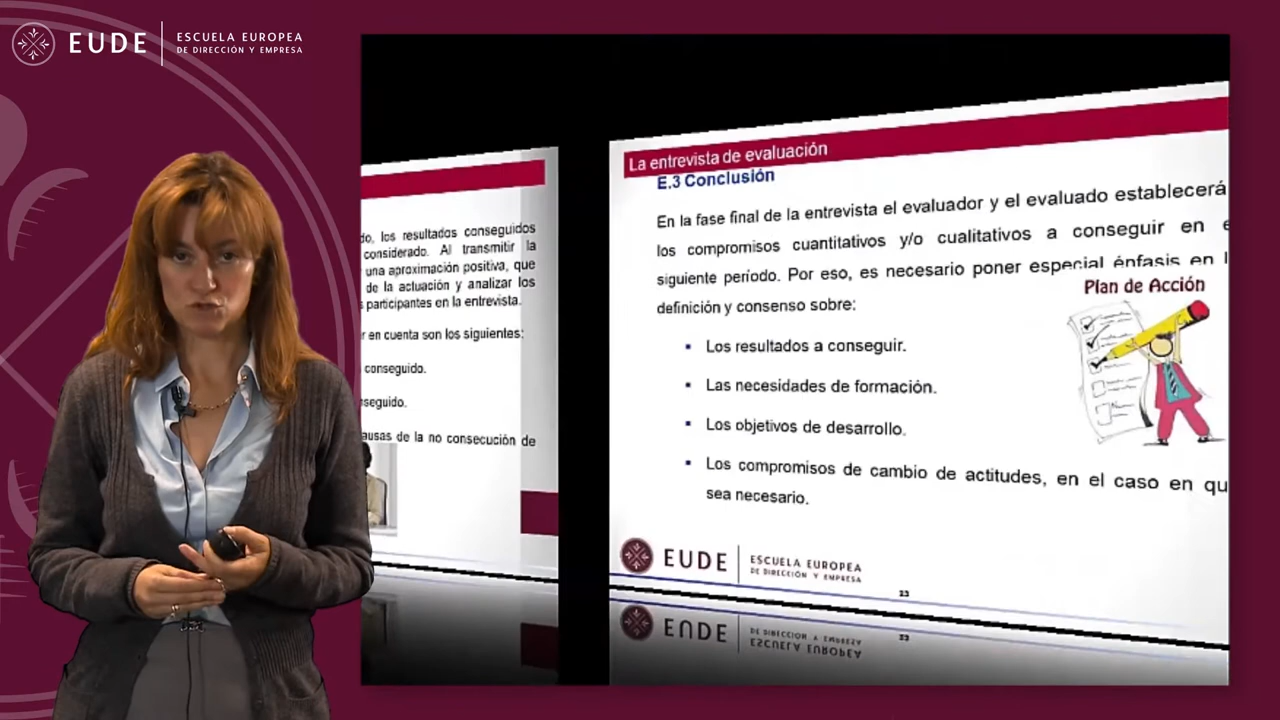 EUDE
ESCUELA EUROPEA
DE DIRECCIÓN Y EMPRESA
los resultados conseguidos
considerado. Al transmitir la
una aproximación positiva, que
de la actuación y analizar los
participantes en la entrevista.
en cuenta son los siguientes:
conseguido.
de la no consecución de
La entrevista de evaluación
E.3 Conclusión
En la fase final de la entrevista el evaluador y el evaluado establecerá
los compromisos cuantitativos y/o cualitativos a conseguir en e
siguiente período. Por eso, es necesario poner especial énfasis en l
definición y consenso sobre:
Plan de Acción
▪ Los resultados a conseguir.
▪ Las necesidades de formación.
▪ Los objetivos de desarrollo.
▪ Los compromisos de cambio de actitudes, en el caso en qu
sea necesario.
EUDE
ESCUELA EUROPEA
DE DIRECCIÓN Y EMPRESA